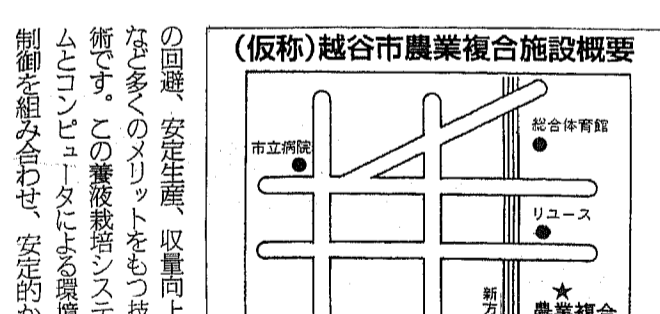 (仮称)越谷市農業複合施設概要
の回避、安定生産、収量向上
など多くのメリットをもつ技
術です。この養液栽培システ
ムとコンピュータによる環境
制御を組み合わせ、安定的か
市立病院
総合体育館
リユース
新方
農業複合